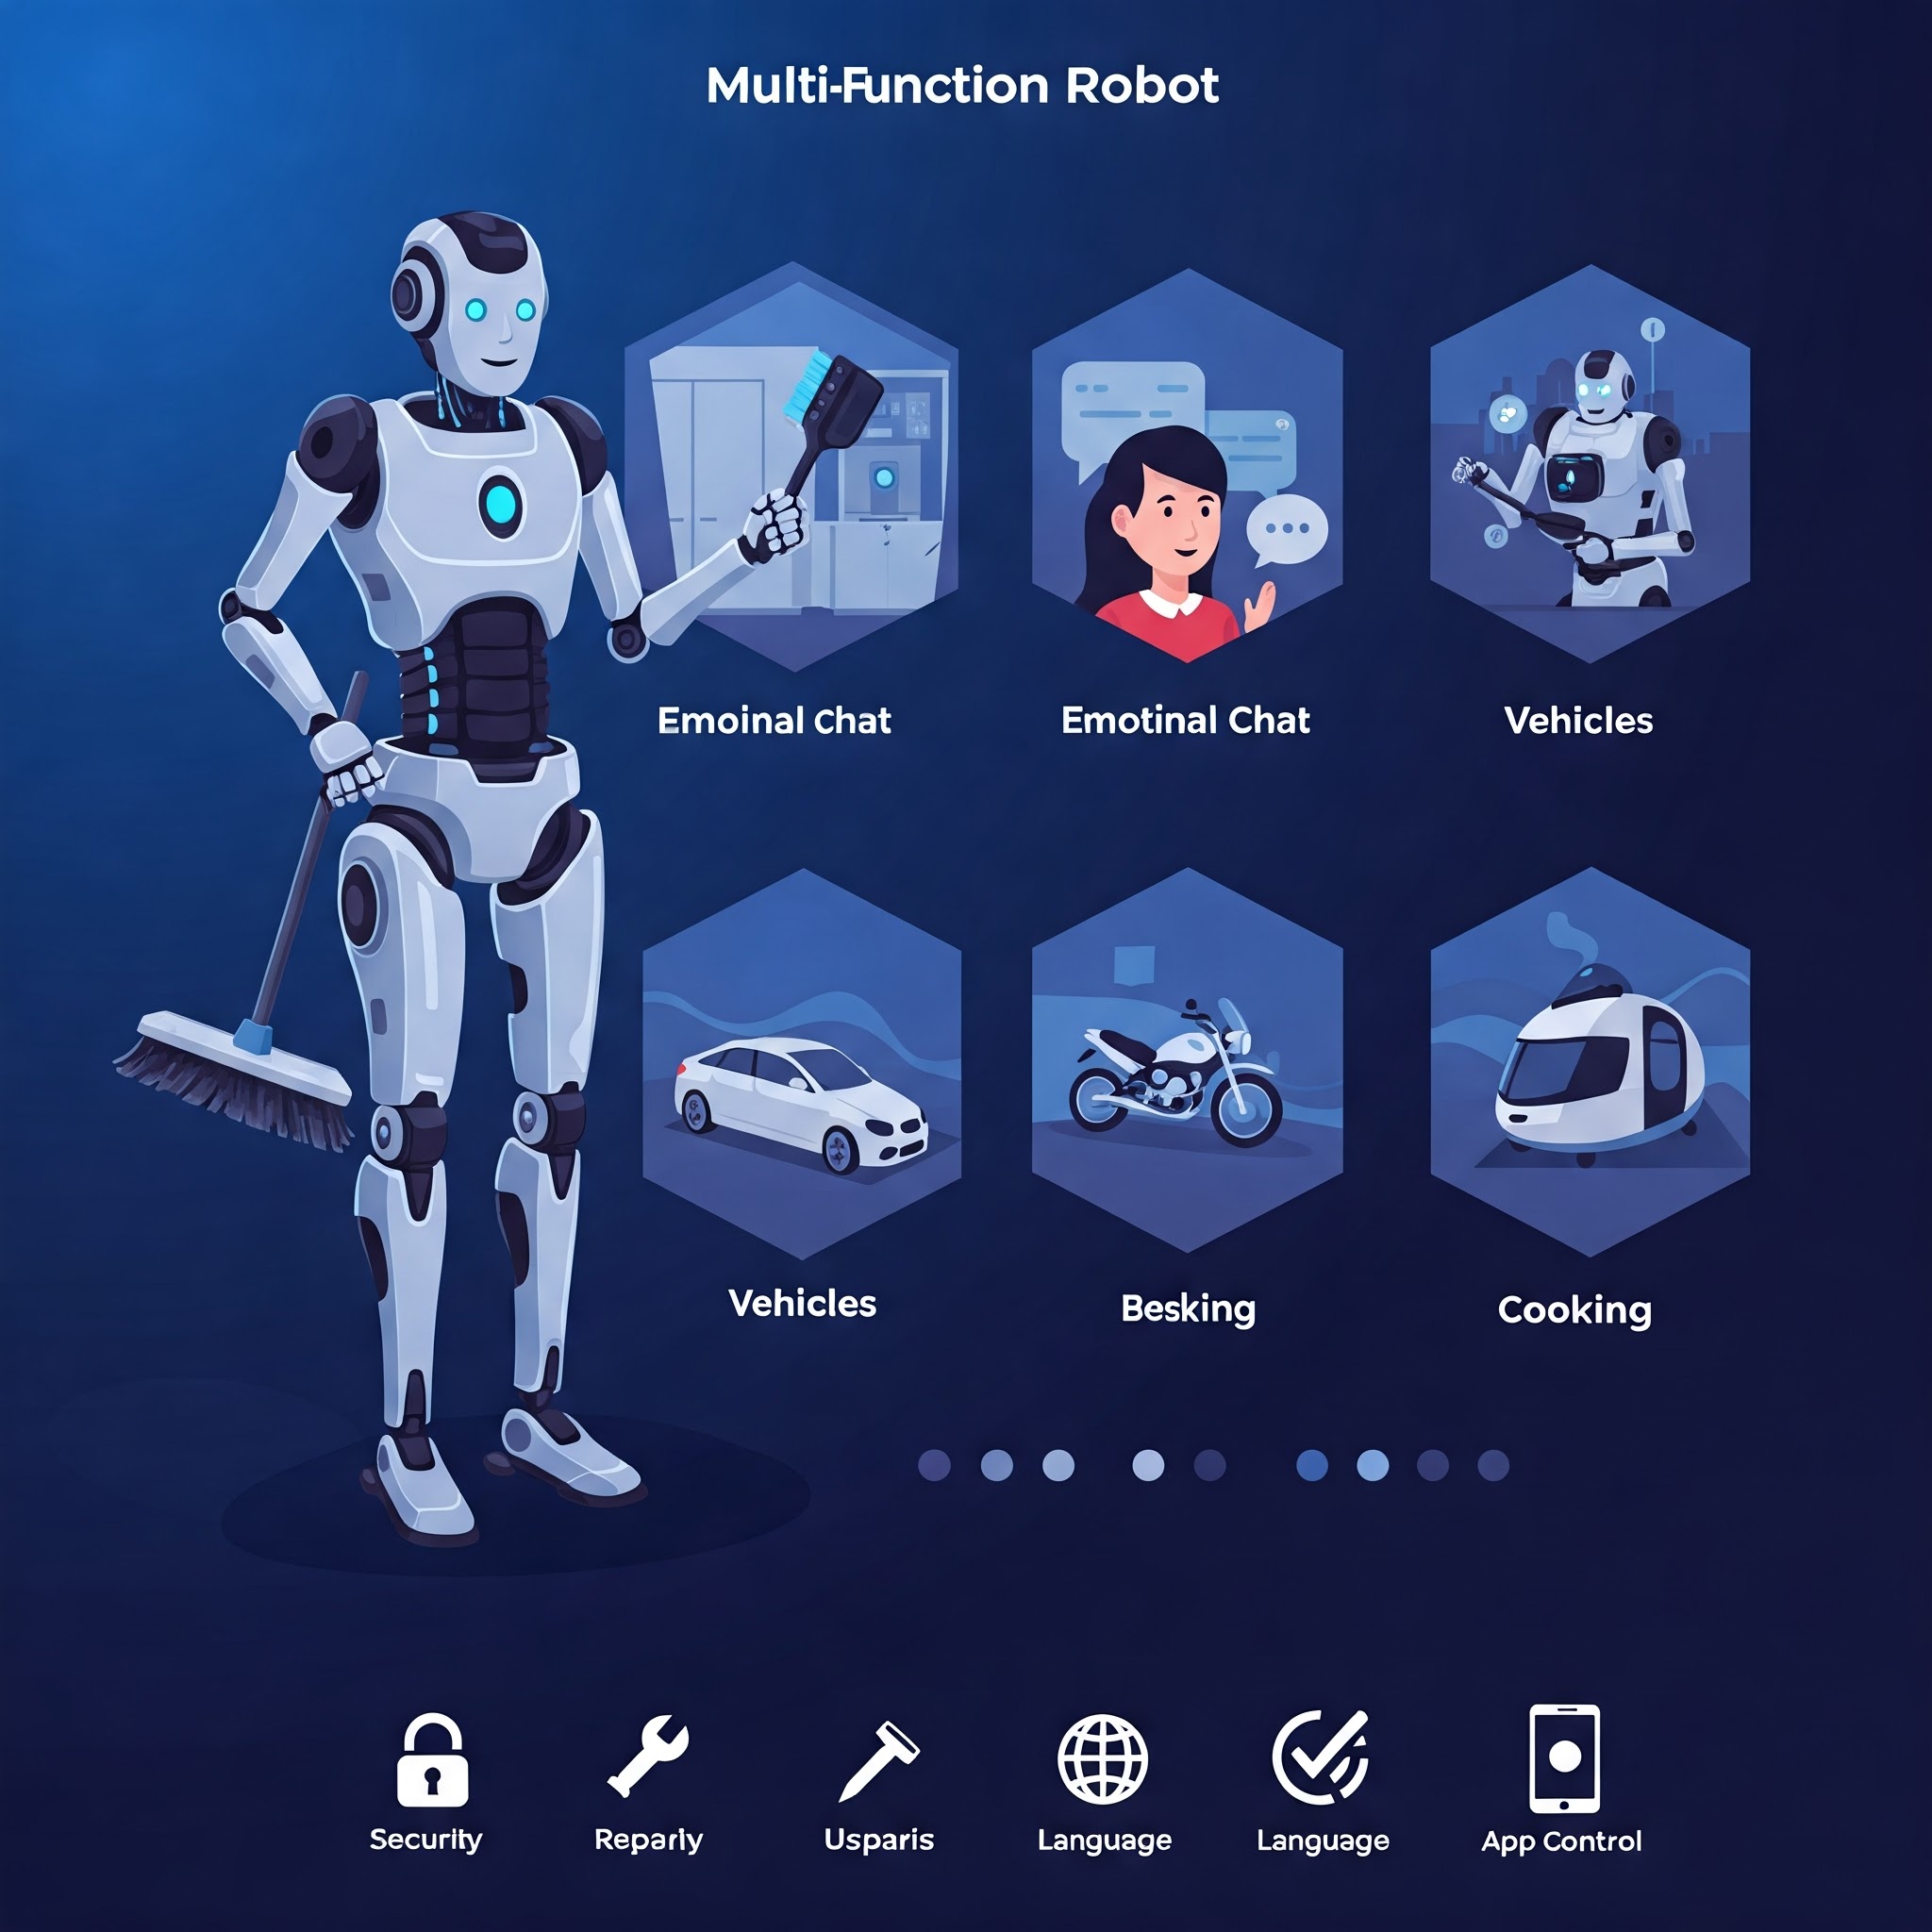 Multi-Function Robot
Emoinal Chat
Emotinal Chat
Vehicles
Vehicles
Besking
Cooking
Security
Reparly
Usparis
Language
Language
App Control